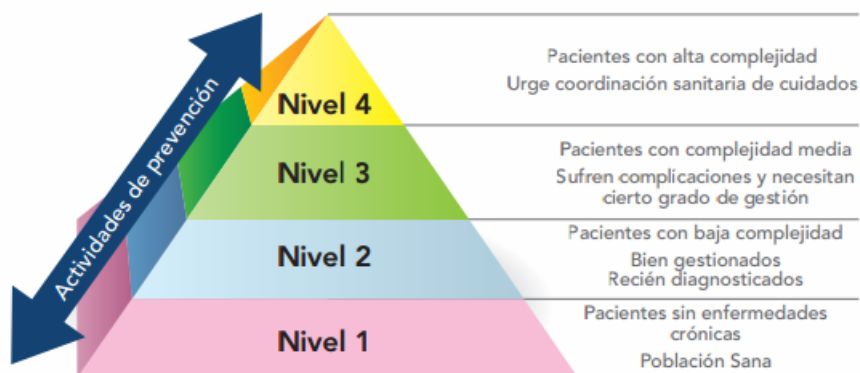 Actividades de prevención
Nivel 4
Pacientes con alta complejidad
Urge coordinación sanitaria de cuidados
Nivel 3
Pacientes con complejidad media
Sufren complicaciones y necesitan
cierto grado de gestión
Nivel 2
Pacientes con baja complejidad
Bien gestionados
Recién diagnosticados
Nivel 1
Pacientes sin enfermedades
crónicas
Población Sana